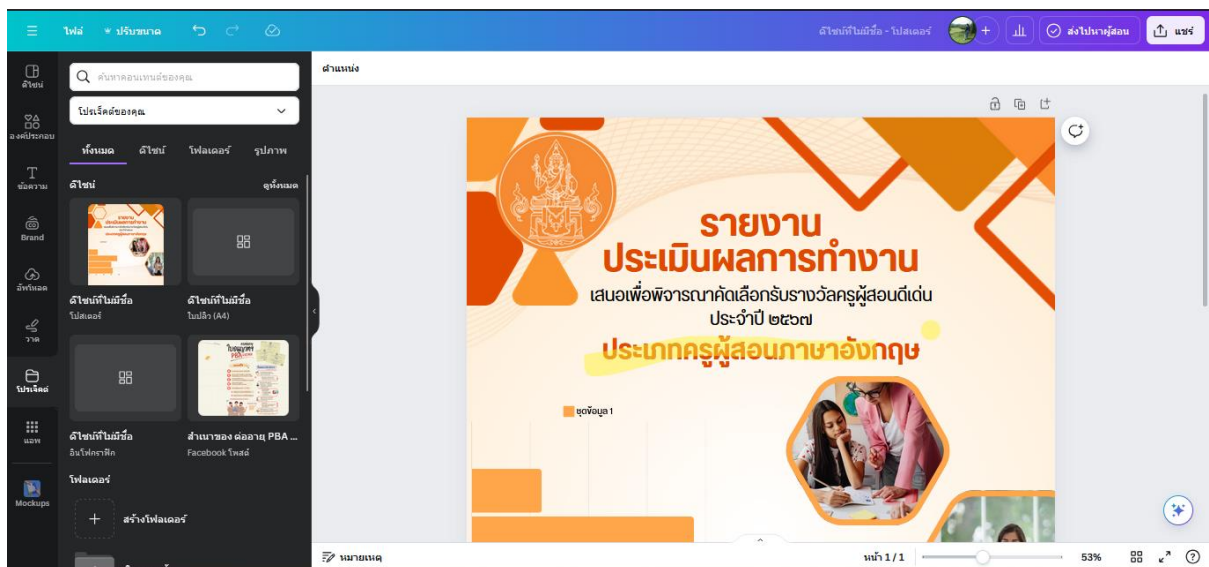 ไฟล์ ปรับขนาด ดีไซน์ที่ไม่มีชื่อ - โปสเตอร์ + ส่งไปหาผู้สอน แชร์
ดีไซน์
องค์ประกอบ
ข้อความ
Brand
อัพโหลด
วาด
โปรเจ็คต์
แอพ
Mockups
ค้นหาคอนเทนต์ของคุณ
โปรเจ็คต์ของคุณ
ทั้งหมด ดีไซน์ โฟลเดอร์ รูปภาพ
ดีไซน์ ดูทั้งหมด
ดีไซน์ที่ไม่มีชื่อ ดีไซน์ที่ไม่มีชื่อ
โปสเตอร์ ใบปลิว (A4)
ดีไซน์ที่ไม่มีชื่อ สำเนาของ ต่ออายุ PBA ...
อินโฟกราฟิก Facebook โพสต์
โฟลเดอร์
+ สร้างโฟลเดอร์
ตำแหน่ง
รายงาน
ประเมินผลการทำงาน
เสนอเพื่อพิจารณาคัดเลือกรับรางวัลครูผู้สอนดีเด่น
ประจำปี ๒๕๖๗
ประเภทครูผู้สอนภาษาอังกฤษ
ชุดข้อมูล 1
หมายเหตุ หน้า 1 / 1 53%